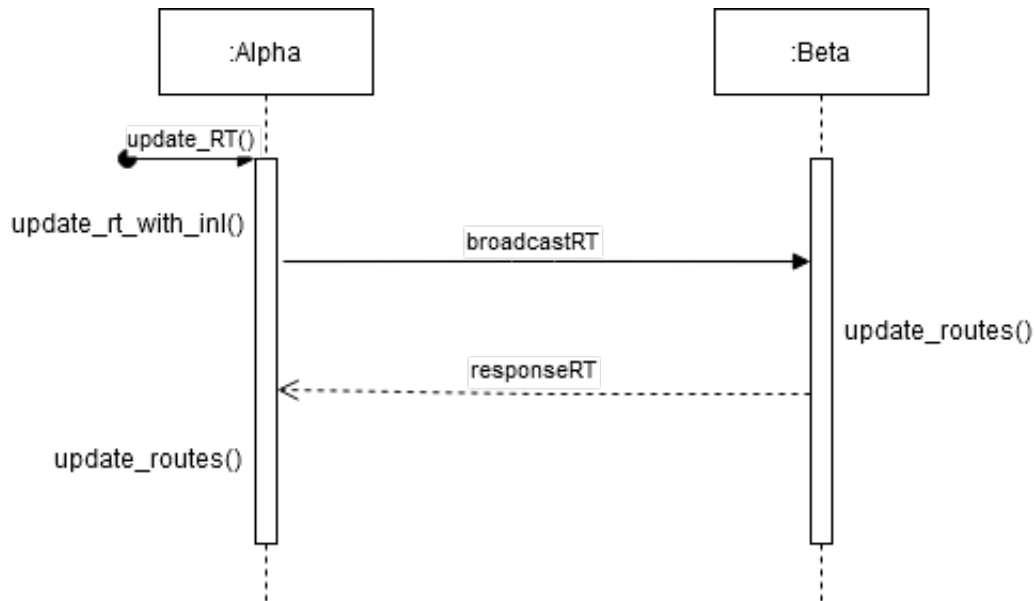 :Alpha
:Beta
update_RT()
update_rt_with_inl()
broadcastRT
update_routes()
responseRT
update_routes()